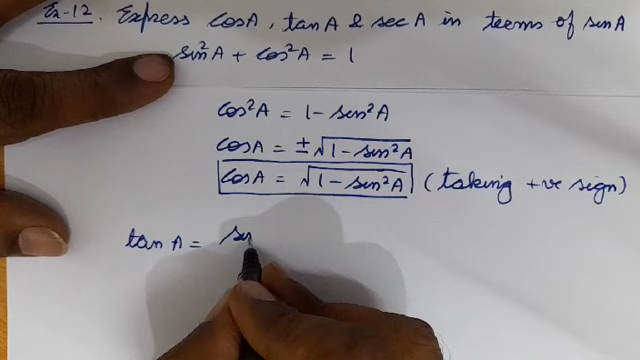 Ex-12. Express cosA, tanA & secA in terms of sinA
sin²A + cos²A = 1
cos²A = 1 - sin²A
cosA = ±√1 - sin²A
cosA = √1 - sin²A (taking +ve sign)
tanA = sin